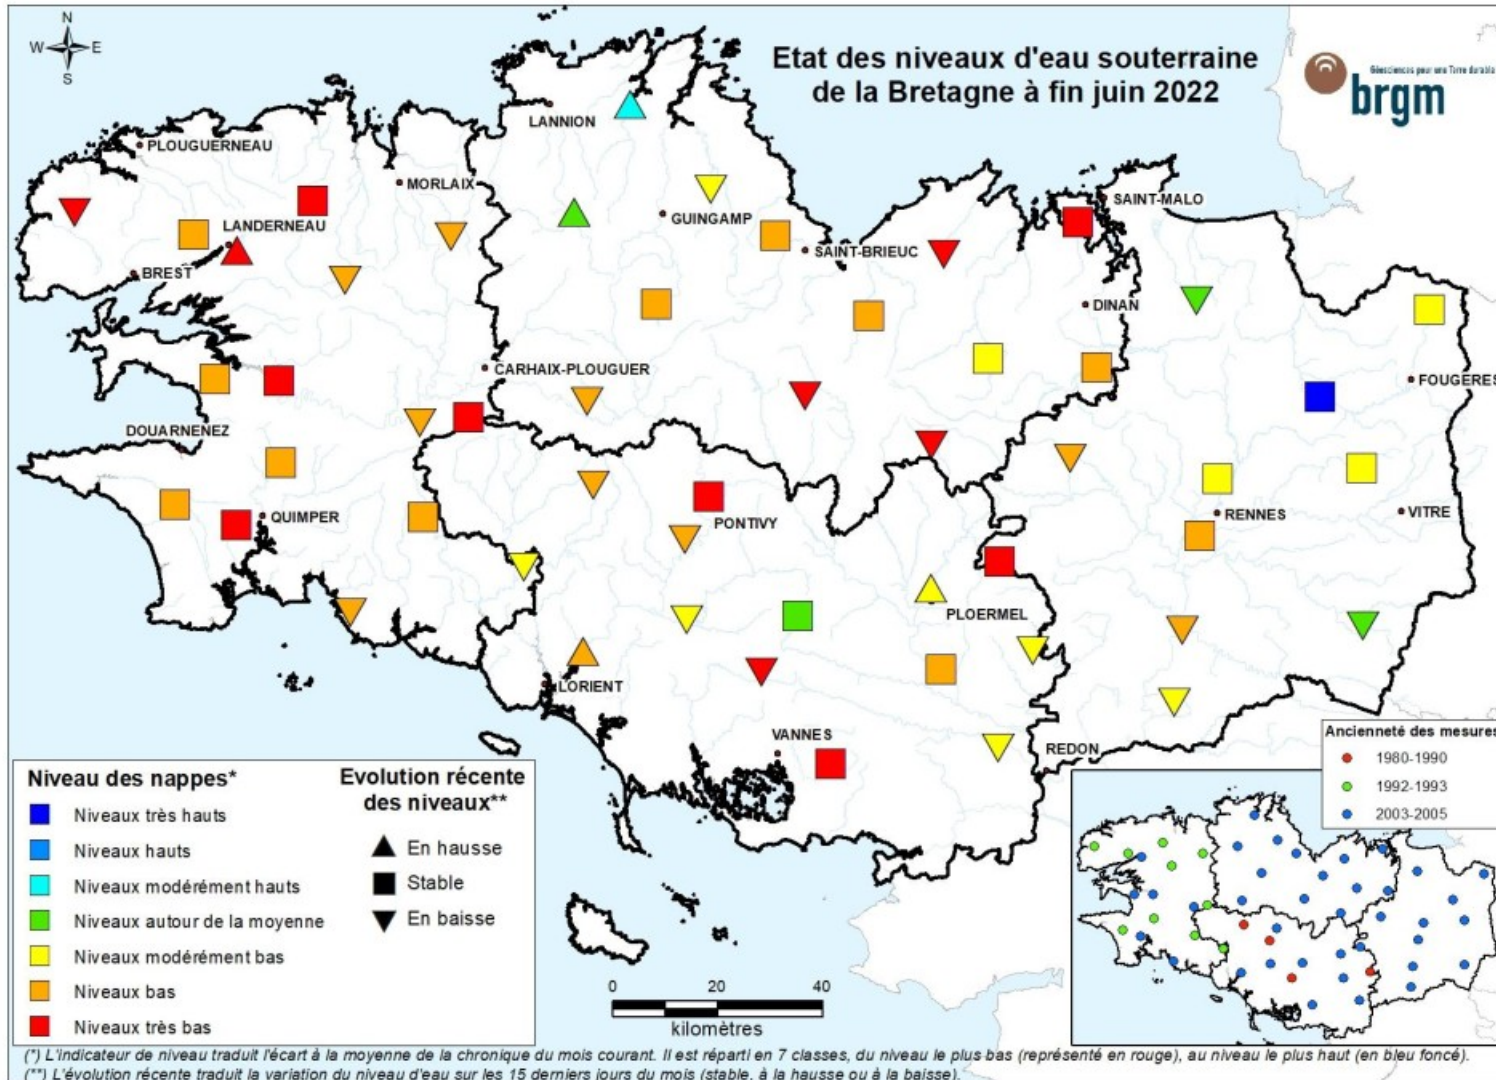 N
W E
S
Etat des niveaux d'eau souterraine
de la Bretagne à fin juin 2022
Géosciences pour une Terre durable
brgm
LANNION
PLOUGUERNEAU
MORLAIX
SAINT-MALO
GUINGAMP
LANDERNEAU
SAINT-BRIEUC
BREST
DINAN
CARHAIX-PLOUGUER
FOUGERES
DOUARNENEZ
QUIMPER
PONTIVY
RENNES
VITRE
PLOERMEL
LORIENT
VANNES
REDON
Niveau des nappes*
Niveaux très hauts
Niveaux hauts
Niveaux modérément hauts
Niveaux autour de la moyenne
Niveaux modérément bas
Niveaux bas
Niveaux très bas
Evolution récente
des niveaux**
En hausse
Stable
En baisse
0 20 40
kilomètres
Ancienneté des mesures
1980-1990
1992-1993
2003-2005
(*) L'indicateur de niveau traduit l'écart à la moyenne de la chronique du mois courant. Il est réparti en 7 classes, du niveau le plus bas (représenté en rouge), au niveau le plus haut (en bleu foncé).
(**) L'évolution récente traduit la variation du niveau d'eau sur les 15 derniers jours du mois (stable, à la hausse ou à la baisse).